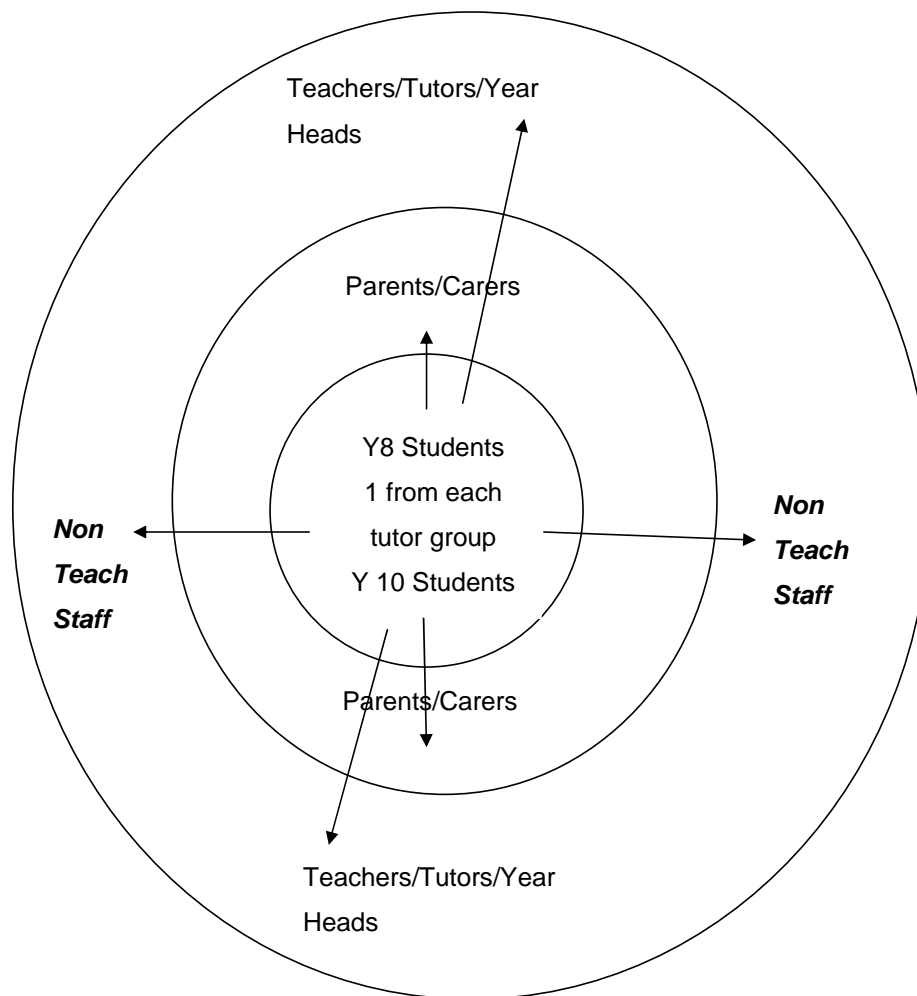 Teachers/Tutors/Year
Heads
Parents/Carers
Y8 Students
1 from each
tutor group
Y 10 Students
Non
Teach
Staff
Non
Teach
Staff
Parents/Carers
Teachers/Tutors/Year
Heads